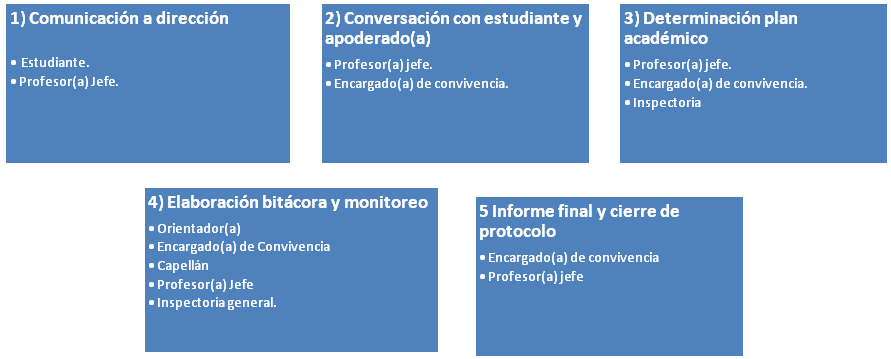 1) Comunicación a dirección
• Estudiante.
• Profesor(a) Jefe.
2) Conversación con estudiante y
apoderado(a)
• Profesor(a) jefe.
• Encargado(a) de convivencia.
3) Determinación plan
académico
• Profesor(a) jefe.
• Encargado(a) de convivencia.
• Inspectoría
4) Elaboración bitácora y monitoreo
• Orientador(a)
• Encargado(a) de Convivencia
• Capellán
• Profesor(a) Jefe
• Inspectoría general.
5 Informe final y cierre de
protocolo
• Encargado(a) de convivencia
• Profesor(a) jefe